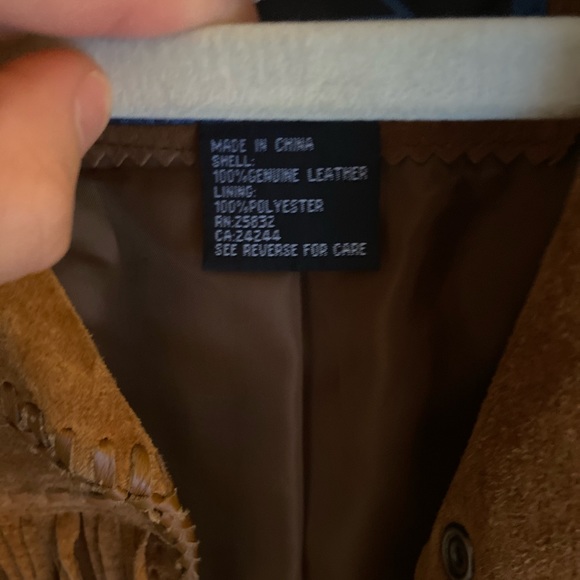 MADE IN CHINA
SHELL:
100%GENUINE LEATHER
LINING:
100%POLYESTER
RN:25832
CA:24244
SEE REVERSE FOR CARE